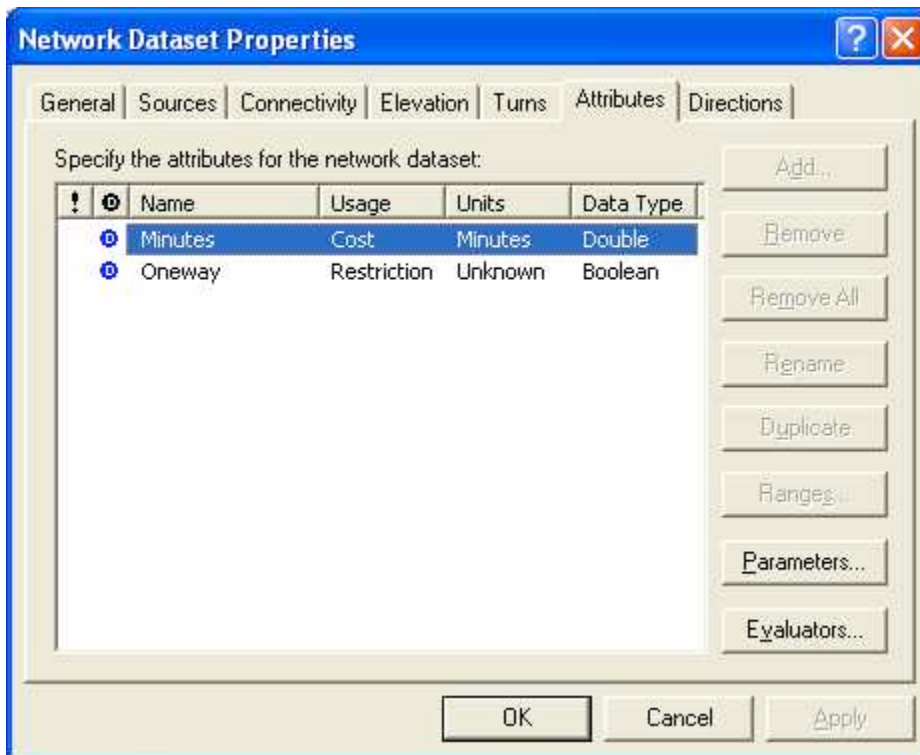 Network Dataset Properties
General Sources Connectivity Elevation Turns Attributes Directions
Specify the attributes for the network dataset:
! D Name Usage Units Data Type
D Minutes Cost Minutes Double
D Oneway Restriction Unknown Boolean
Add...
Remove
Remove All
Rename
Duplicate
Ranges...
Parameters...
Evaluators...
OK Cancel Apply